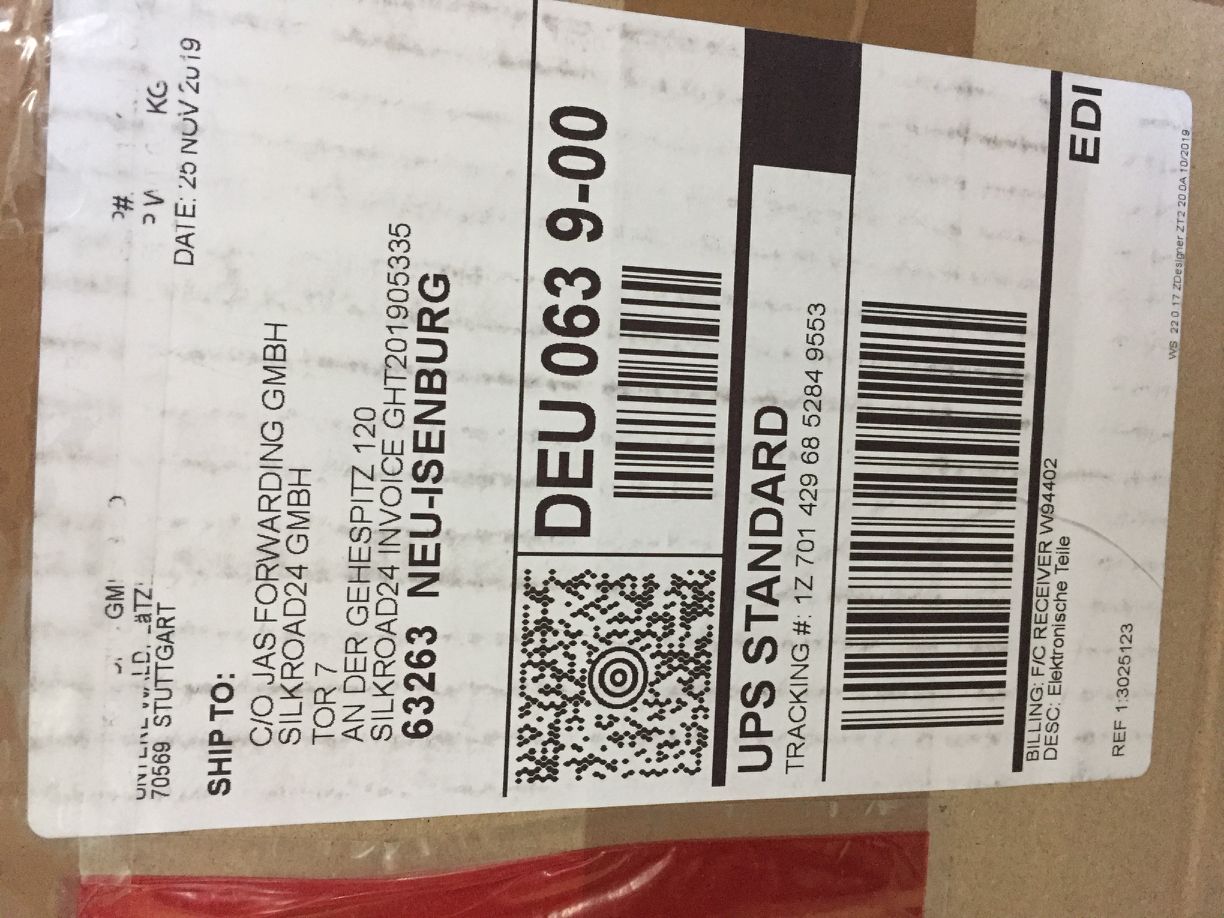 70569 STUTTGART
KG
DATE: 25 NOV 2019
SHIP TO:
C/O JAS FORWARDING GMBH
SILKROAD24 GMBH
TOR 7
AN DER GEHESPITZ 120
SILKROAD24 INVOICE GHT201905335
63263 NEU-ISENBURG
DEU 063 9-00
UPS STANDARD
TRACKING #: 1Z 701 429 68 5284 9553
BILLING: F/C RECEIVER W94402
DESC: Elektronische Teile
EDI
REF 1:3025123
WS 22 0 17 ZDesigner ZT2 20 0A 10/2019